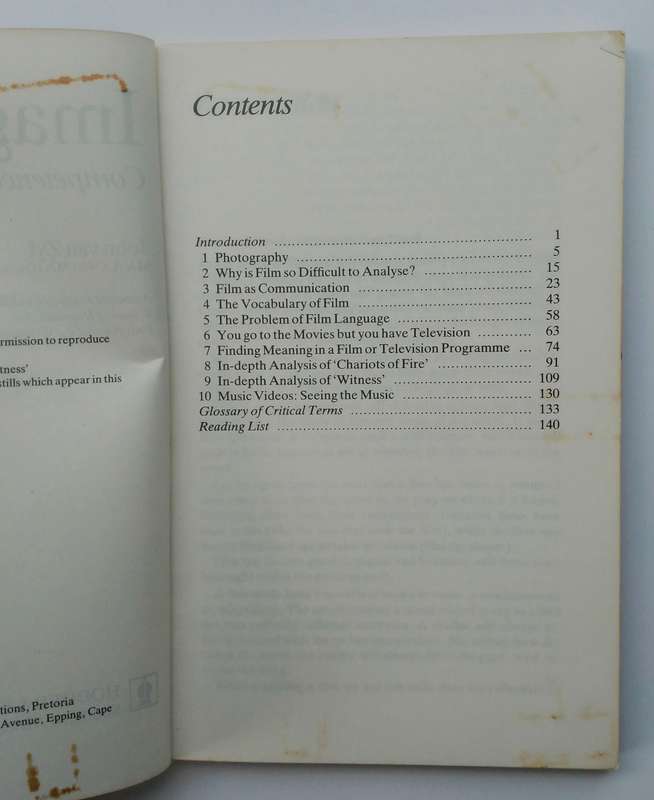 rmission to reproduce
tness'
stills which appear in this
tions, Pretoria
Avenue, Epping, Cape
Contents
Introduction ........................................................ 1
1 Photography ........................................................ 5
2 Why is Film so Difficult to Analyse? ........................ 15
3 Film as Communication ........................................ 23
4 The Vocabulary of Film ........................................ 43
5 The Problem of Film Language ................................ 58
6 You go to the Movies but you have Television ............ 63
7 Finding Meaning in a Film or Television Programme ... 74
8 In-depth Analysis of 'Chariots of Fire' ........................ 91
9 In-depth Analysis of 'Witness' ................................ 109
10 Music Videos: Seeing the Music ............................ 130
Glossary of Critical Terms ........................................ 133
Reading List ........................................................ 140